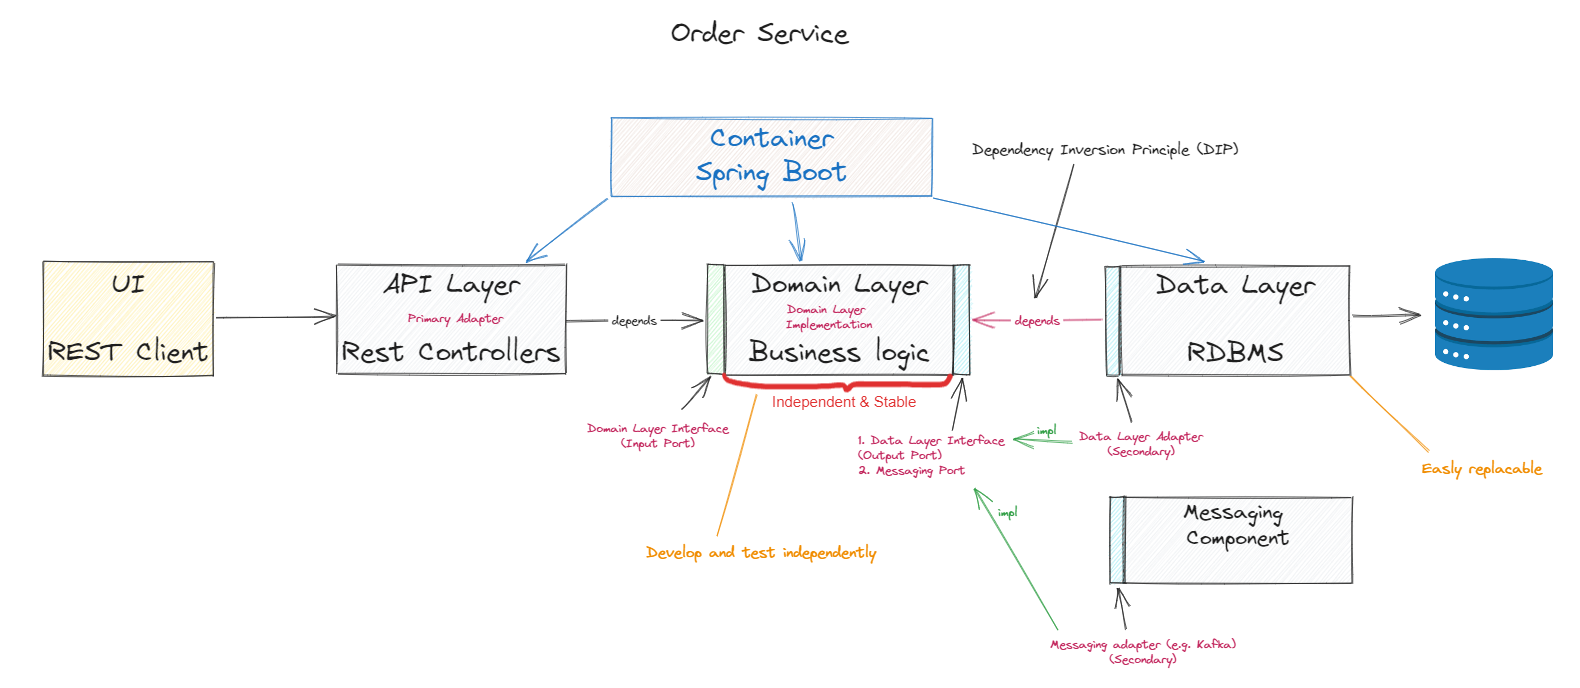 Order Service
Container
Spring Boot
Dependency Inversion Principle (DIP)
UI
REST Client
API Layer
Primary Adapter
Rest Controllers
depends
Domain Layer
Domain Layer
Implementation
Business logic
depends
Data Layer
RDBMS
Independent & Stable
Domain Layer Interface
(Input Port)
1. Data Layer Interface
(Output Port)
2. Messaging Port
impl
Data Layer Adapter
(Secondary)
Easly replacable
impl
Messaging
Component
Develop and test independently
Messaging adapter (e.g. Kafka)
(Secondary)